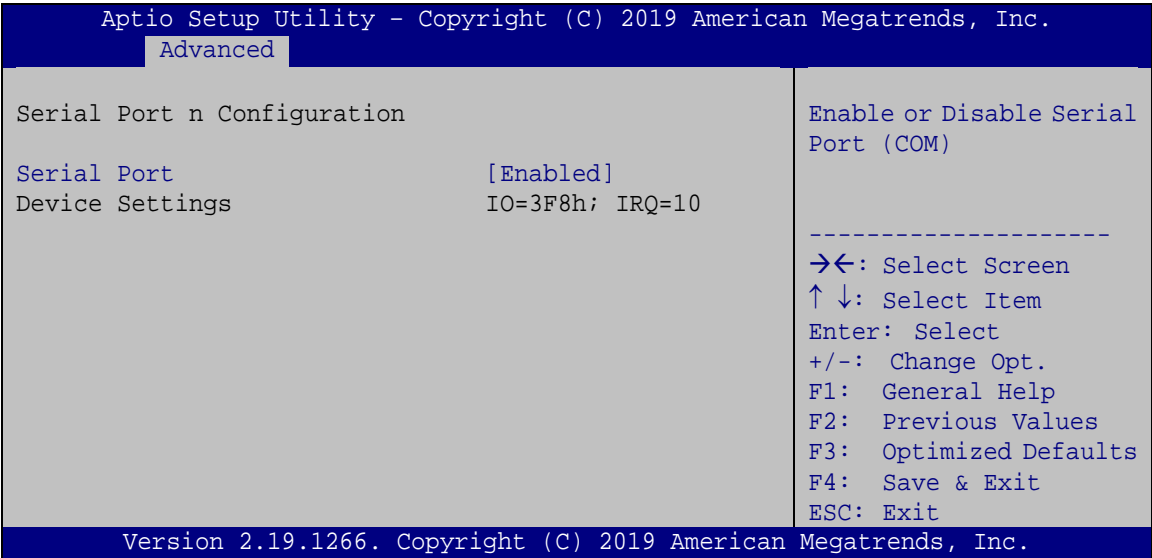 Aptio Setup Utility – Copyright (C) 2019 American Megatrends, Inc.
Advanced
Serial Port n Configuration
Serial Port [Enabled]
Device Settings IO=3F8h; IRQ=10
Enable or Disable Serial
Port (COM)
---------------------
→←: Select Screen
↑ ↓: Select Item
Enter: Select
+/-: Change Opt.
F1: General Help
F2: Previous Values
F3: Optimized Defaults
F4: Save & Exit
ESC: Exit
Version 2.19.1266. Copyright (C) 2019 American Megatrends, Inc.